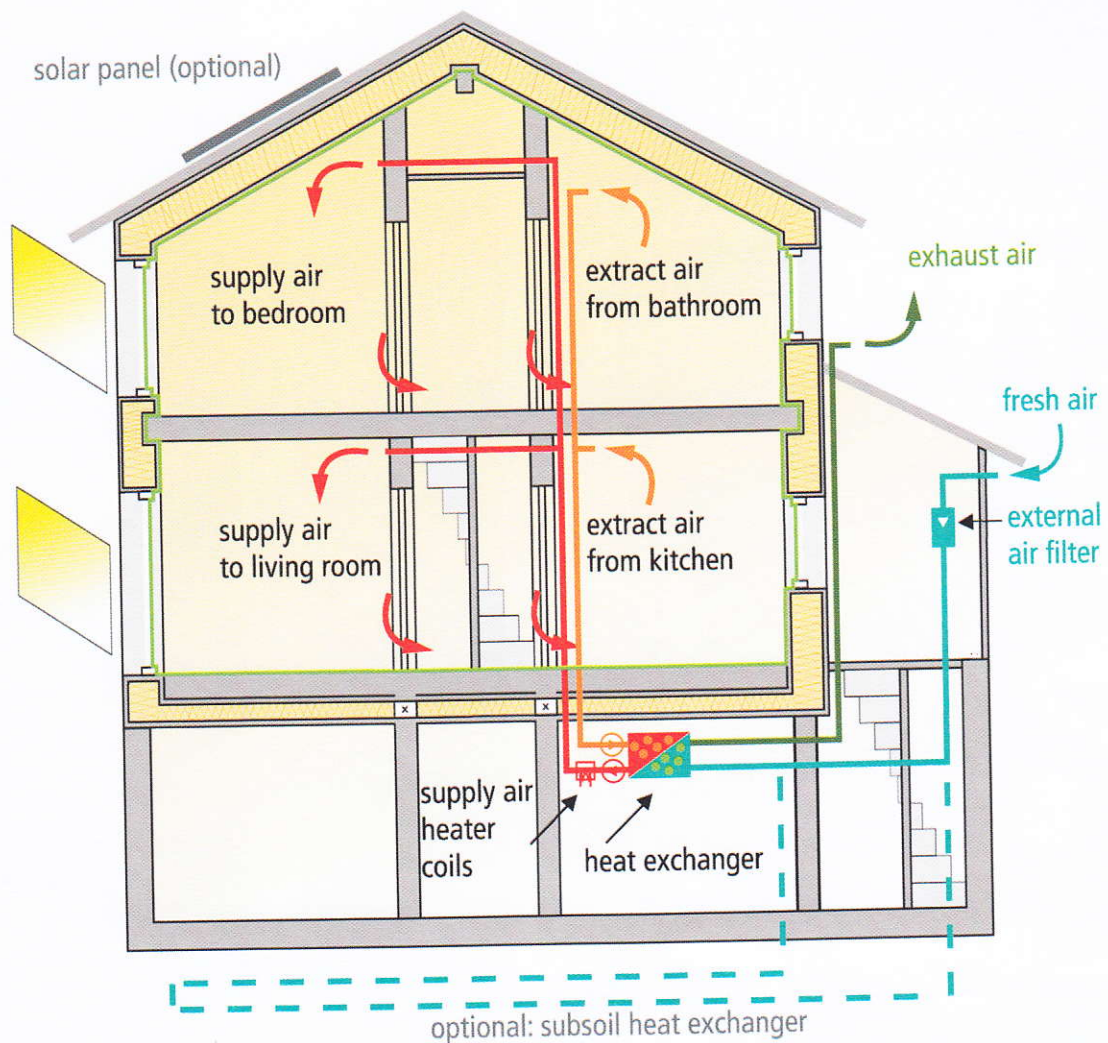 solar panel (optional)
supply air
to bedroom
extract air
from bathroom
exhaust air
fresh air
supply air
to living room
extract air
from kitchen
external
air filter
x
x
supply air
heater
coils
heat exchanger
optional: subsoil heat exchanger